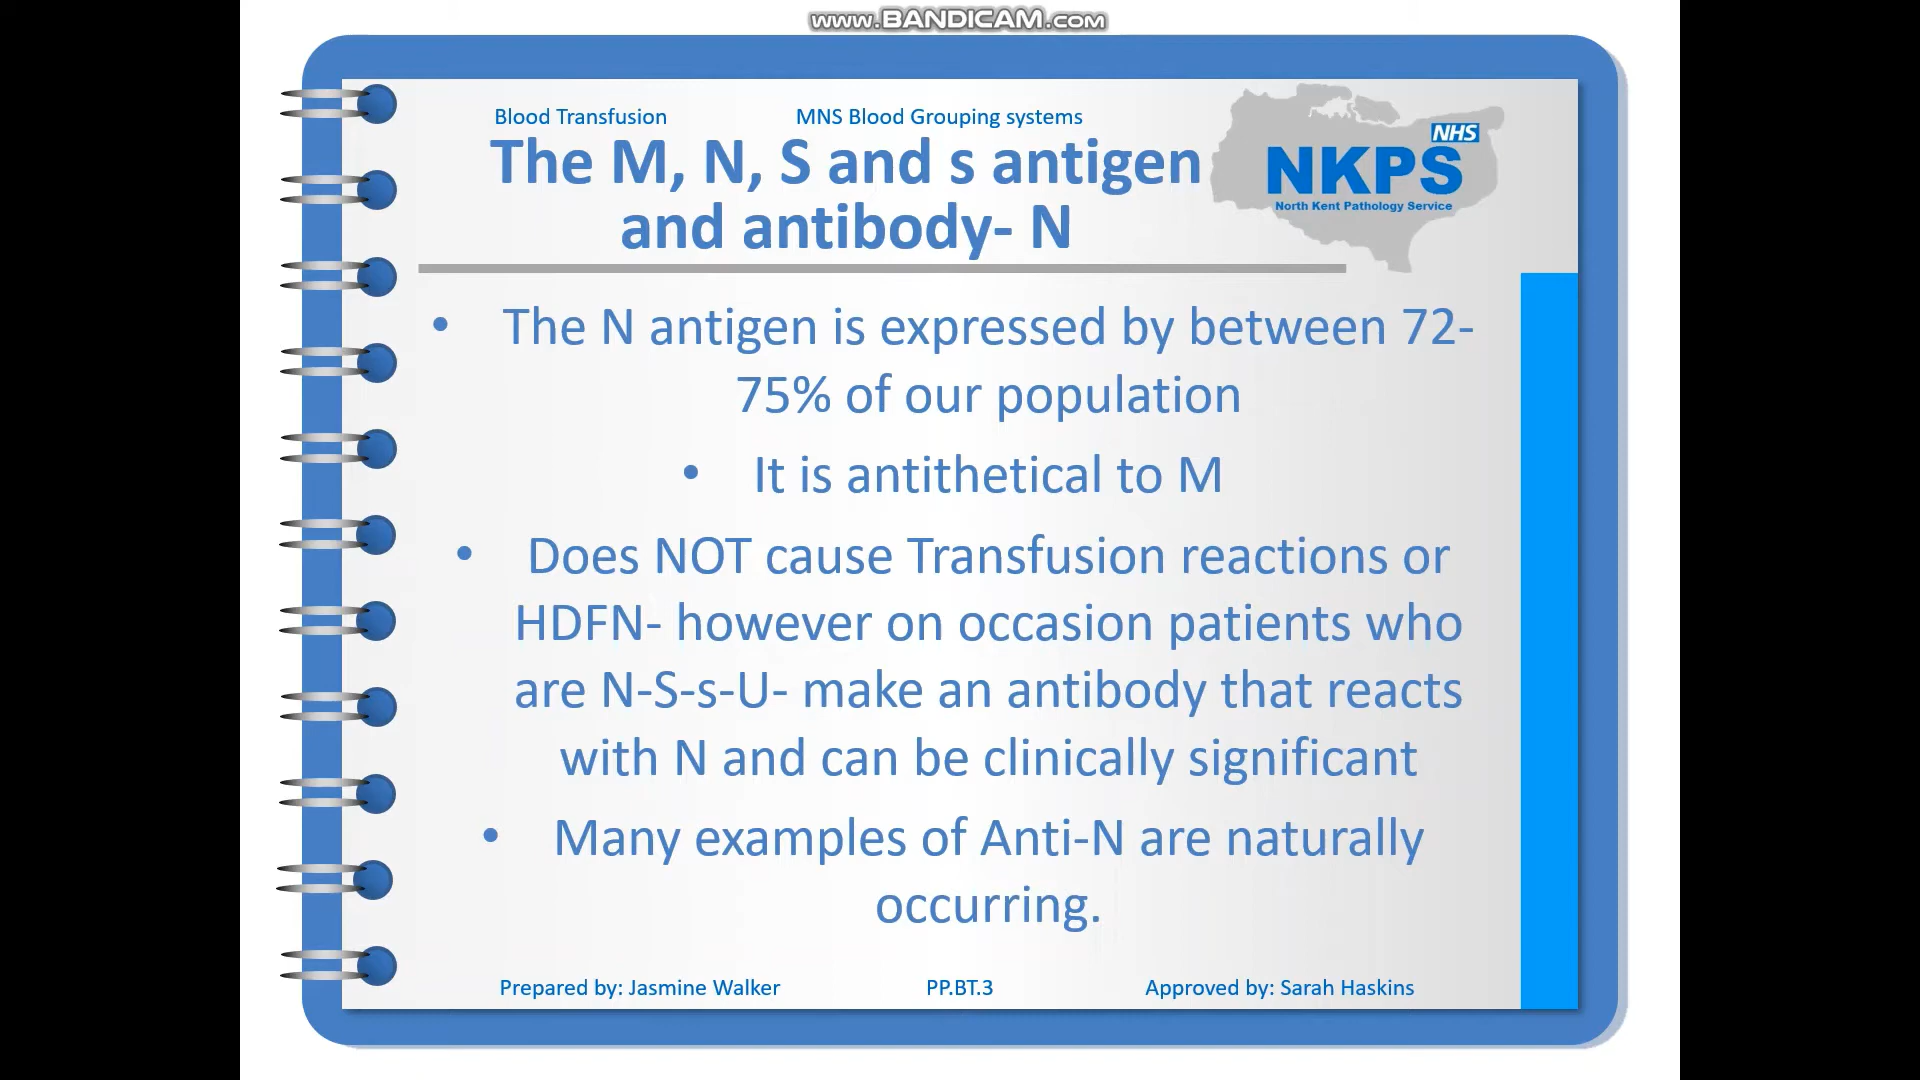 www.BANDICAM.com
Blood Transfusion MNS Blood Grouping systems
The M, N, S and s antigen
and antibody- N
NHS
NKPS
North Kent Pathology Service
• The N antigen is expressed by between 72-
75% of our population
• It is antithetical to M
• Does NOT cause Transfusion reactions or
HDFN- however on occasion patients who
are N-S-s-U- make an antibody that reacts
with N and can be clinically significant
• Many examples of Anti-N are naturally
occurring.
Prepared by: Jasmine Walker PP.BT.3 Approved by: Sarah Haskins